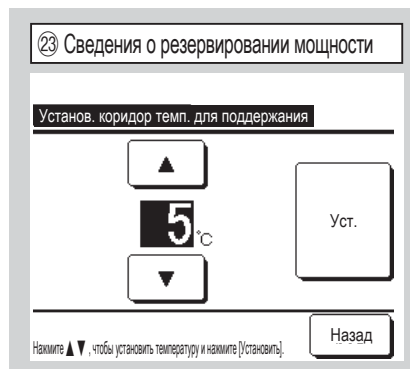 ㉓ Сведения о резервировании мощности
Установ. коридор темп. для поддержания
▲
5°C
Уст.
▼
Нажмите ▲ ▼ , чтобы установить температуру и нажмите [Установить].
Назад